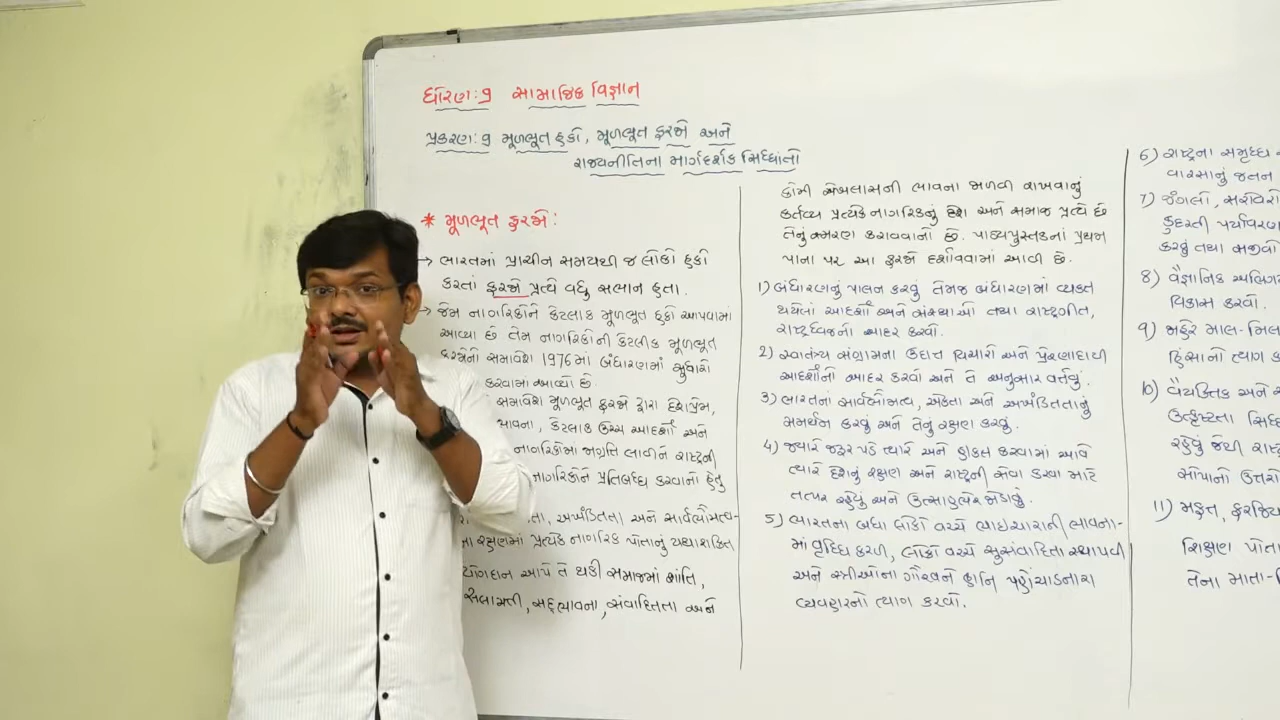 ધોરણ: ૭ સામાજિક વિજ્ઞાન
પ્રકરણ: ૭ મૂળભૂત હકો, મૂળભૂત ફરજો અને
રાજ્યનીતિના માર્ગદર્શક સિદ્ધાંતો
* મૂળભૂત ફરજો :
→ ભારતમાં પ્રાચીન સમયથી જ લોકો હકો
કરતાં ફરજો પ્રત્યે વધુ સભાન હતા.
→ જેમ નાગરિકોને કેટલાક મૂળભૂત હકો આપવામાં
આવ્યા છે તેમ નાગરિકોની કેટલીક મૂળભૂત
ફરજોનો સમાવેશ 1976માં બંધારણમાં સુધારો
કરવામાં આવ્યો છે.
સમાવેશ મૂળભૂત ફરજો દ્વારા દેશપ્રેમ,
ભાવના, કેટલાક ઉચ્ચ આદર્શો અને
નાગરિકોમાં જાગૃતિ લાવીને રાષ્ટ્રની
નાગરિકોને પ્રતિબધ્ધ કરવાનો હેતુ
અખંડિતતા અને સાર્વભૌમત્વ-
ના રક્ષણમાં પ્રત્યેક નાગરિક પોતાનું યથાશક્તિ
યોગદાન આપે તે થકી સમાજમાં શાંતિ,
સલામતી, સદ્ભાવના, સંવાદિતતા અને
કોમી એખલાસની ભાવના જાળવી રાખવાનું
કર્તવ્ય પ્રત્યેક નાગરિકનું દેશ અને સમાજ પ્રત્યે છે
તેનું સ્મરણ કરાવવાનો છે. પાઠ્યપુસ્તકનાં પ્રથમ
પાના પર આ ફરજો દર્શાવવામાં આવી છે.
1) બંધારણનું પાલન કરવું તેમજ બંધારણમાં વ્યક્ત
થયેલાં આદર્શો અને સંસ્થાઓ તથા રાષ્ટ્રગીત,
રાષ્ટ્રધ્વજનો આદર કરવો.
2) સ્વાતંત્ર્ય સંગ્રામના ઉદાત્ત વિચારો અને પ્રેરણાદાયી
આદર્શોનો આદર કરવો અને તે અનુસાર વર્તવું.
3) ભારતનાં સાર્વભૌમત્વ, એકતા અને અખંડિતતાનું
સમર્થન કરવું અને તેનું રક્ષણ કરવું.
4) જ્યારે જરૂર પડે ત્યારે અને હાકલ કરવામાં આવે
ત્યારે દેશનું રક્ષણ અને રાષ્ટ્રની સેવા કરવા માટે
તત્પર રહેવું અને ઉત્સાહભેર જોડાવું.
5) ભારતના બધા લોકો વચ્ચે ભાઈચારાની ભાવના-
માં વૃધ્ધિ કરવી, લોકો વચ્ચે સુસંવાદિતા સ્થાપવી
અને સ્ત્રીઓના ગૌરવને હાનિ પહોંચાડનારા
વ્યવહારનો ત્યાગ કરવો.
6) રાષ્ટ્રના સમૃધ્ધ
વારસાનું જતન
7) જંગલો, સરોવરો
કુદરતી પર્યાવરણ
કરવું તથા જીવો
8) વૈજ્ઞાનિક અભિગ
વિકાસ કરવો.
9) જાહેર માલ-મિલ
હિંસાનો ત્યાગ ક
10) વૈયક્તિક અને
ઉત્કૃષ્ટતા સિધ્ધ
રહેવું જેથી રાષ્ટ
સોપાનો ઉત્તરો
11) મફત, ફરજિય
શિક્ષણ પોતા
તેના માતા-પિ